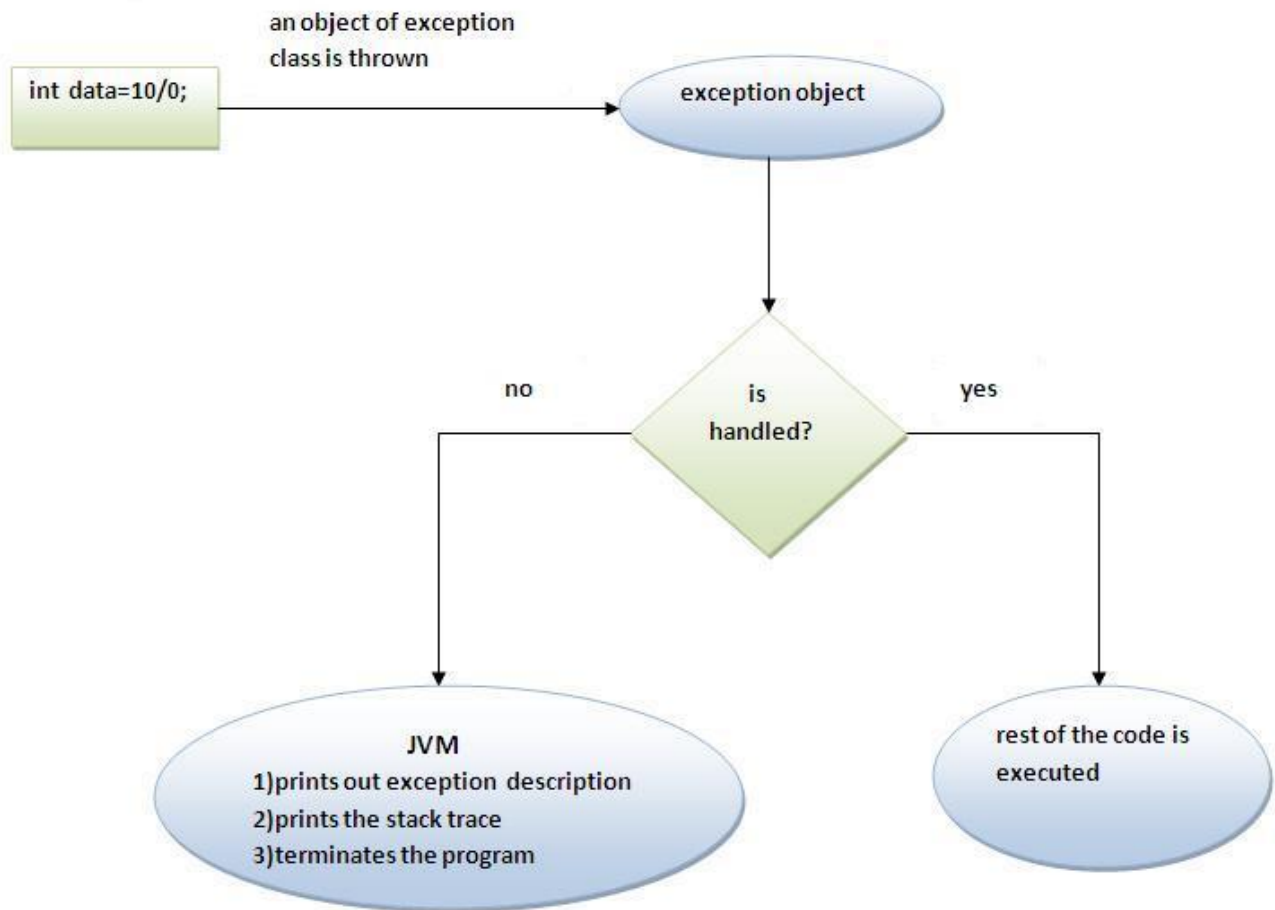 an object of exception
class is thrown
int data=10/0;
exception object
no
is
handled?
yes
JVM
1)prints out exception description
2)prints the stack trace
3)terminates the program
rest of the code is
executed